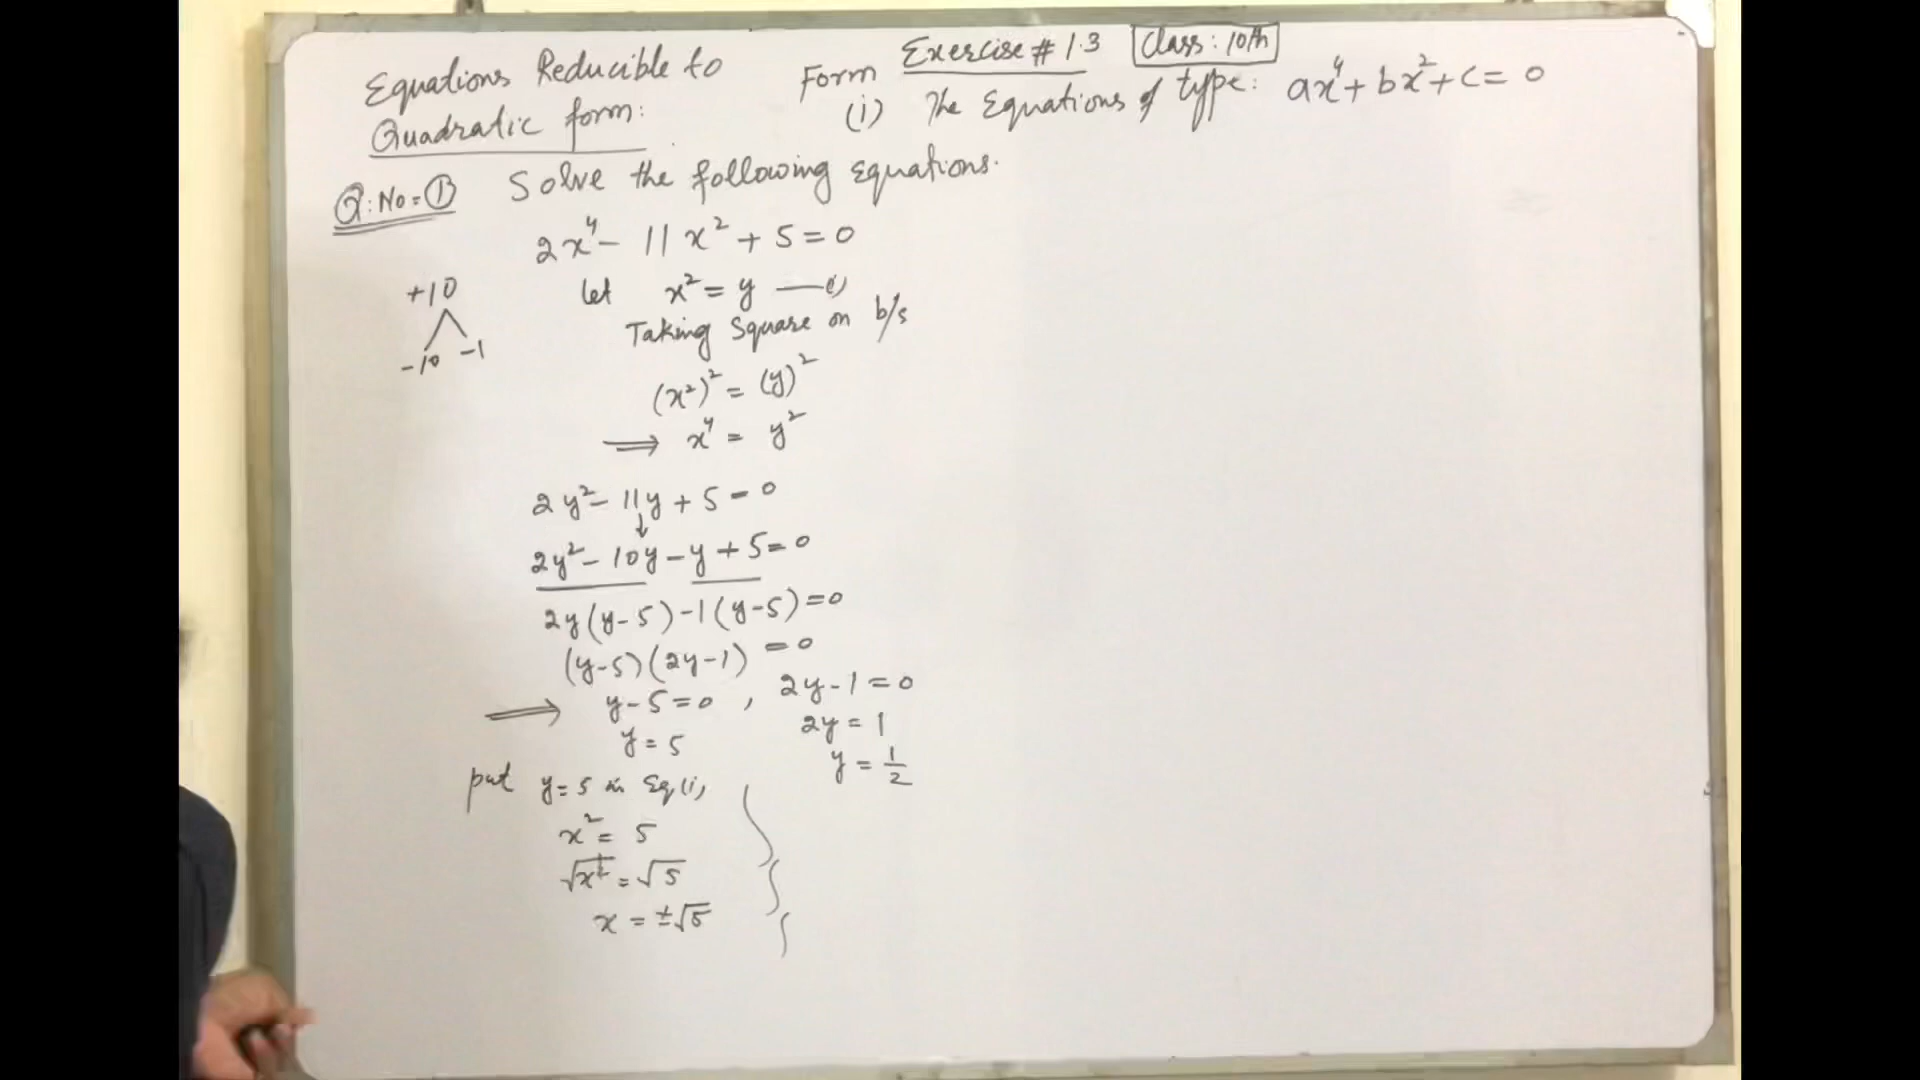 Equations Reducible to
Quadratic form:
Exercise # 1.3 Class: 10th
Form (i) The Equations of type: ax⁴ + bx² + c = 0
Q:No=① Solve the following equations.
2x⁴ - 11x² + 5 = 0
+10
-10 -1
let x² = y —(i)
Taking Square on b/s
(x²)² = (y)²
⟹ x⁴ = y²
2y² - 11y + 5 = 0
↓
2y² - 10y - y + 5 = 0
2y(y-5) -1(y-5) = 0
(y-5)(2y-1) = 0
⟹ y-5 = 0 , 2y-1 = 0
y = 5
2y = 1
y = 1/2
put y = 5 in Eq(i)
x² = 5
√x² = √5
x = ±√5